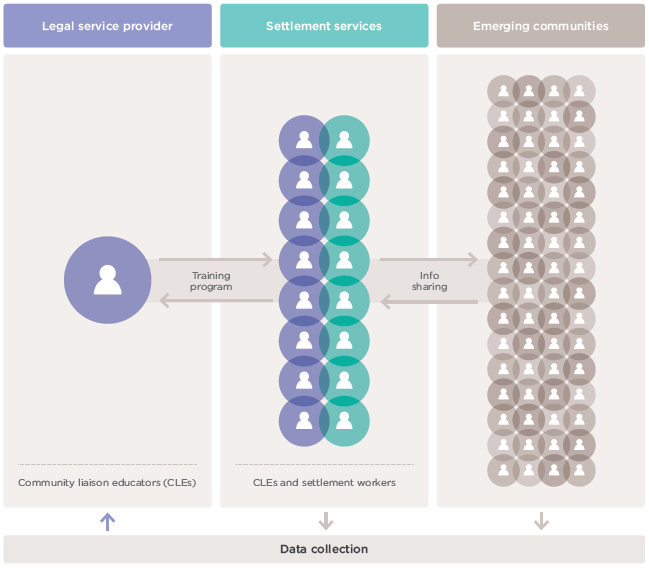 Legal service provider
Settlement services
Emerging communities
Training
program
Info
sharing
Community liaison educators (CLEs)
CLEs and settlement workers
Data collection